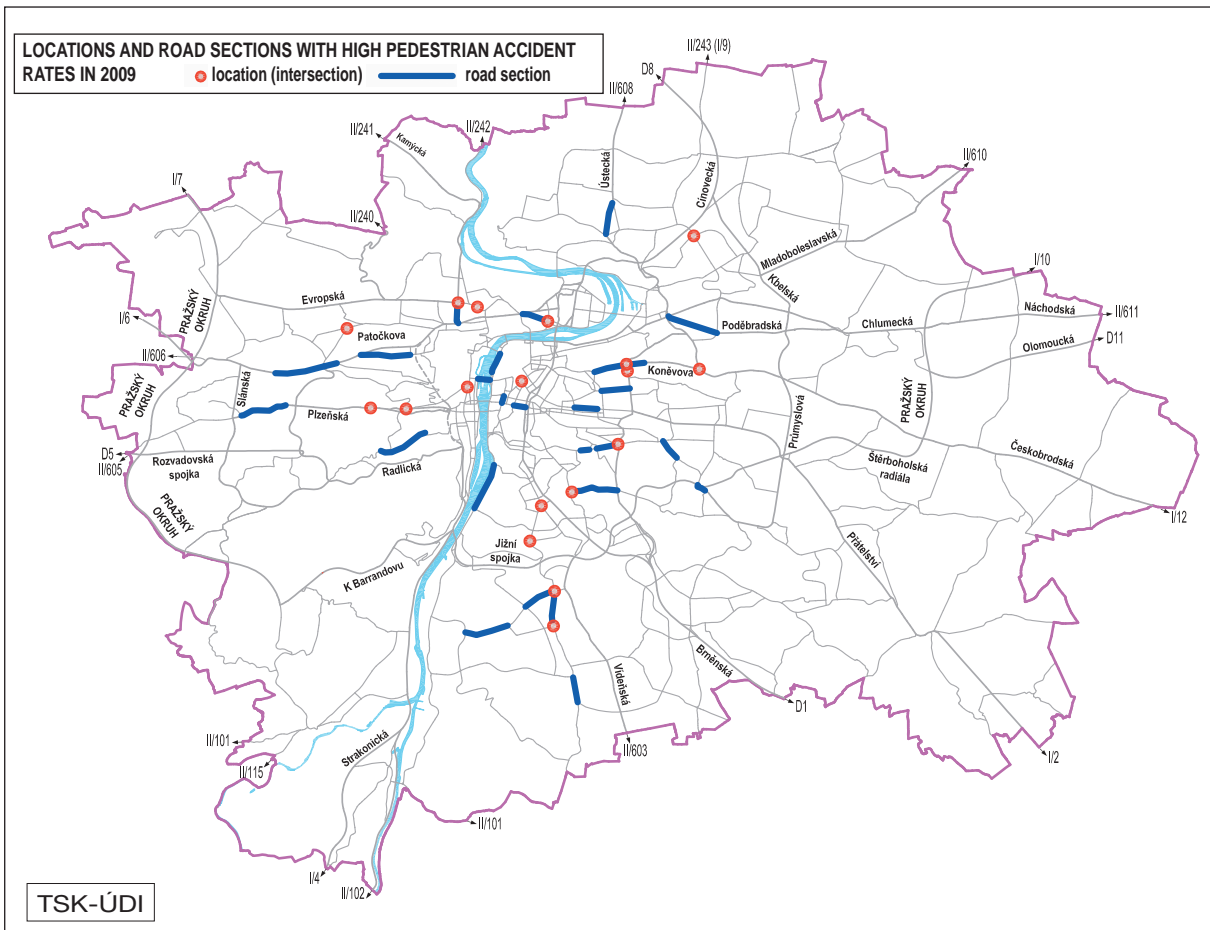 LOCATIONS AND ROAD SECTIONS WITH HIGH PEDESTRIAN ACCIDENT
RATES IN 2009 location (intersection) road section
II/243 (I/9)
D8
II/608
II/241
II/242
Kamýcká
Ústecká
Cínovecká
II/610
I/7
II/240
Mladoboleslavská
Kbelská
I/10
PRAŽSKÝ
OKRUH
Evropská
I/6
Patočkova
Poděbradská
Chlumecká
Náchodská
II/611
D11
Olomoucká
II/606
PRAŽSKÝ
OKRUH
Slánská
Koněvova
PRAŽSKÝ
OKRUH
Plzeňská
Průmyslová
D5
II/605
Rozvadovská
spojka
Radlická
Štěrboholská
radiála
Českobrodská
I/12
PRAŽSKÝ
OKRUH
Jížní
spojka
K Barrandovu
Přátelství
Brněnská
D1
Vídeňská
II/603
II/101
II/115
Strakonická
I/2
II/101
I/4
II/102
TSK-ÚDI